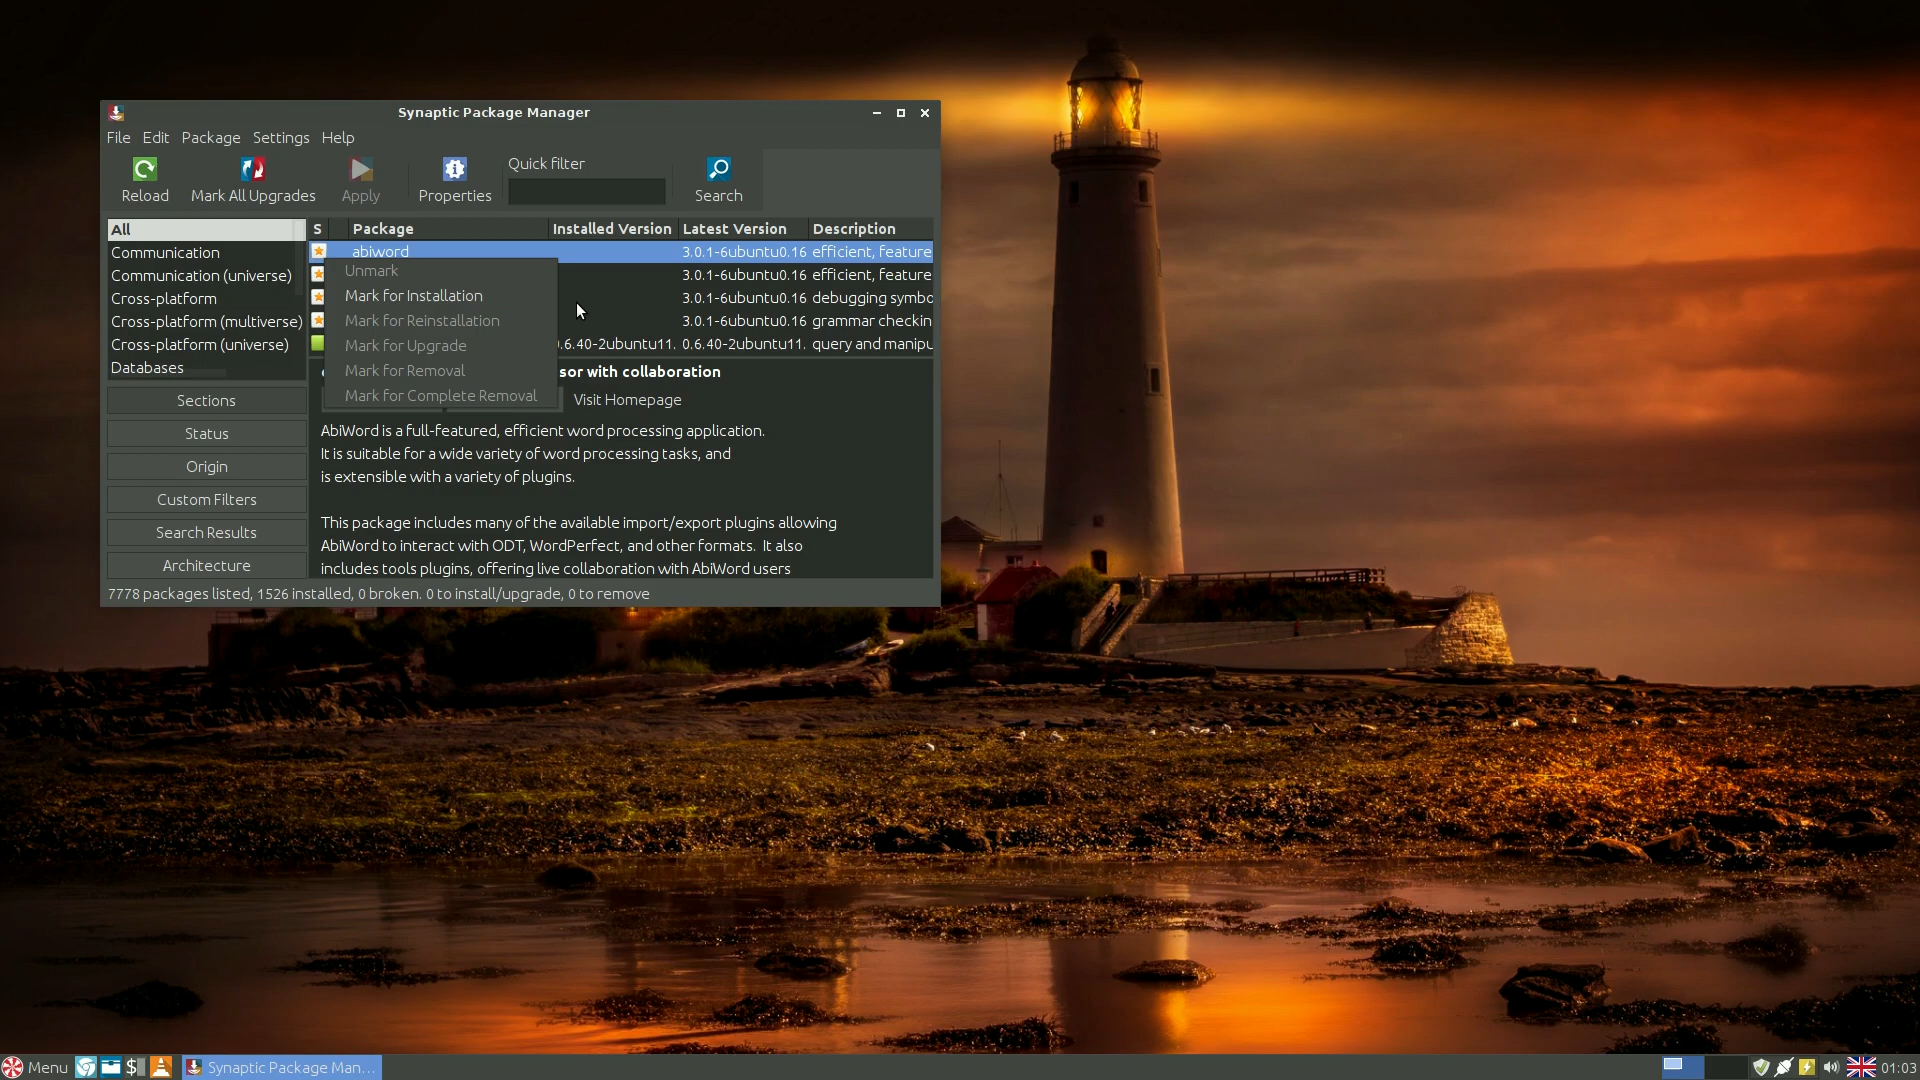 Synaptic Package Manager
File Edit Package Settings Help
Reload Mark All Upgrades Apply Properties Quick filter Search
All
Communication
Communication (universe)
Cross-platform
Cross-platform (multiverse)
Cross-platform (universe)
Databases
Sections
Status
Origin
Custom Filters
Search Results
Architecture
S Package Installed Version Latest Version Description
abiword 3.0.1-6ubuntu0.16 efficient, feature
3.0.1-6ubuntu0.16 efficient, feature
3.0.1-6ubuntu0.16 debugging symbo
3.0.1-6ubuntu0.16 grammar checkin
.6.40-2ubuntu11. 0.6.40-2ubuntu11. query and manipu
Unmark
Mark for Installation
Mark for Reinstallation
Mark for Upgrade
Mark for Removal
Mark for Complete Removal
sor with collaboration
Visit Homepage
AbiWord is a full-featured, efficient word processing application.
It is suitable for a wide variety of word processing tasks, and
is extensible with a variety of plugins.
This package includes many of the available import/export plugins allowing
AbiWord to interact with ODT, WordPerfect, and other formats. It also
includes tools plugins, offering live collaboration with AbiWord users
7778 packages listed, 1526 installed, 0 broken. 0 to install/upgrade, 0 to remove
Menu $ Synaptic Package Man... 01:03